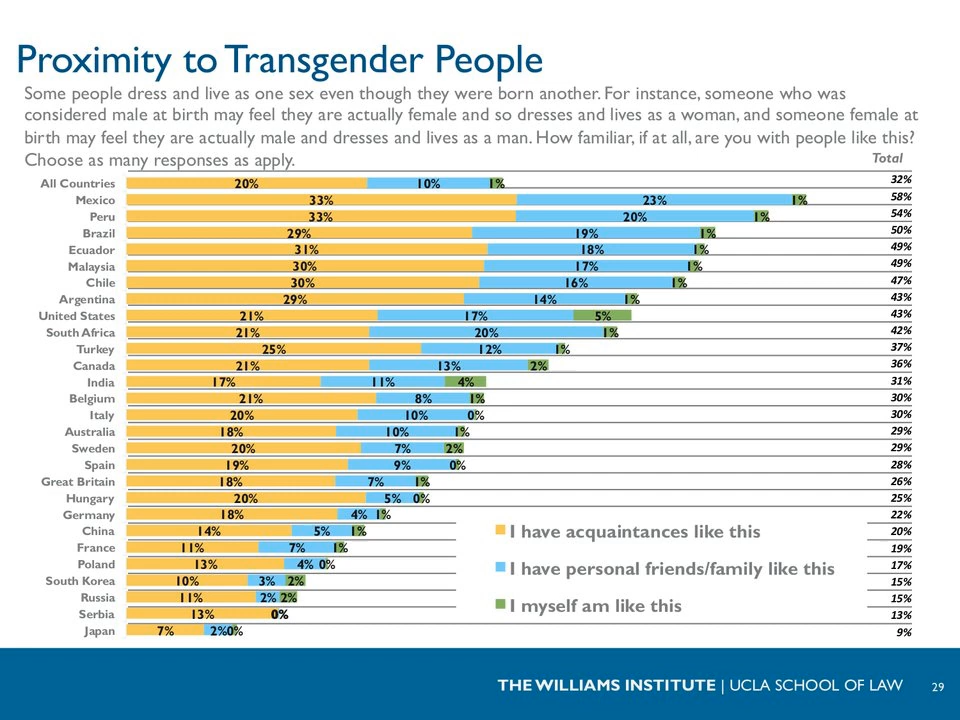 Proximity to Transgender People
Some people dress and live as one sex even though they were born another. For instance, someone who was
considered male at birth may feel they are actually female and so dresses and lives as a woman, and someone female at
birth may feel they are actually male and dresses and lives as a man. How familiar, if at all, are you with people like this?
Choose as many responses as apply.
Total
All Countries 20% 10% 1% 32%
Mexico 33% 23% 1% 58%
Peru 33% 20% 1% 54%
Brazil 29% 19% 1% 50%
Ecuador 31% 18% 1% 49%
Malaysia 30% 17% 1% 49%
Chile 30% 16% 1% 47%
Argentina 29% 14% 1% 43%
United States 21% 17% 5% 43%
South Africa 21% 20% 1% 42%
Turkey 25% 12% 1% 37%
Canada 21% 13% 2% 36%
India 17% 11% 4% 31%
Belgium 21% 8% 1% 30%
Italy 20% 10% 0% 30%
Australia 18% 10% 1% 29%
Sweden 20% 7% 2% 29%
Spain 19% 9% 0% 28%
Great Britain 18% 7% 1% 26%
Hungary 20% 5% 0% 25%
Germany 18% 4% 1% 22%
China 14% 5% 1% 20%
France 11% 7% 1% 19%
Poland 13% 4% 0% 17%
South Korea 10% 3% 2% 15%
Russia 11% 2% 2% 15%
Serbia 13% 0% 13%
Japan 7% 2% 0% 9%
I have acquaintances like this
I have personal friends/family like this
I myself am like this
THE WILLIAMS INSTITUTE | UCLA SCHOOL OF LAW 29